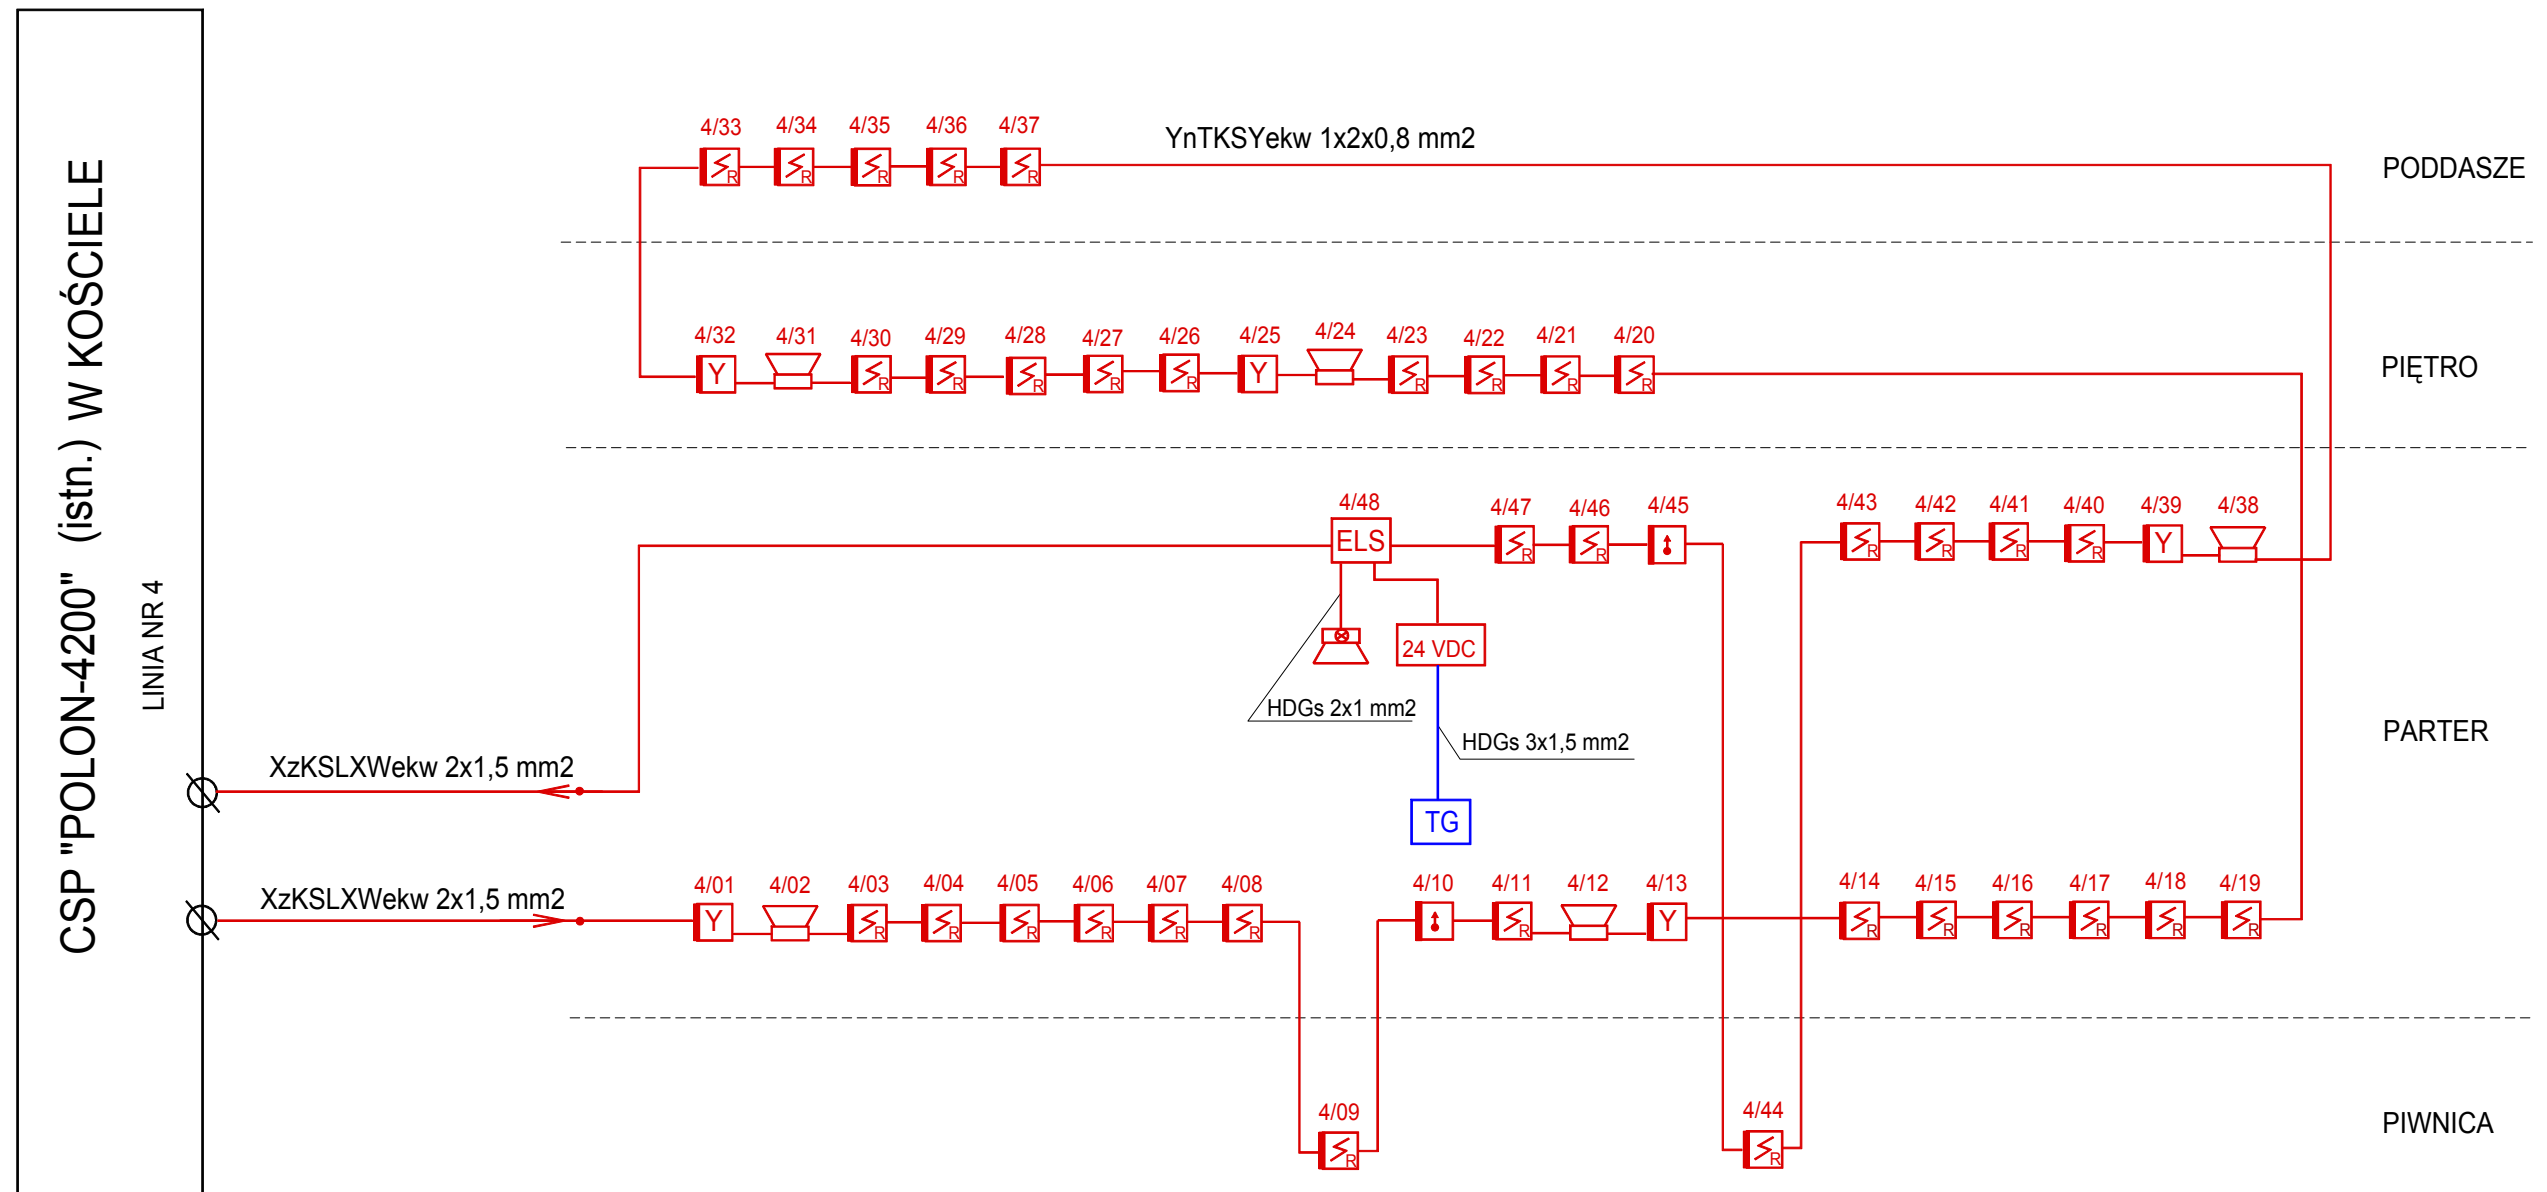 CSP "POLON-4200" (istn.) W KOŚCIELE
LINIA NR 4
4/33 4/34 4/35 4/36 4/37
YnTKSYekw 1x2x0,8 mm2
R R R R R
PODDASZE
4/32 4/31 4/30 4/29 4/28 4/27 4/26 4/25 4/24 4/23 4/22 4/21 4/20
Y R R R R R Y R R R R
PIĘTRO
4/48 4/47 4/46 4/45 4/43 4/42 4/41 4/40 4/39 4/38
ELS R R R R R R Y
24 VDC
HDGs 2x1 mm2
HDGs 3x1,5 mm2
PARTER
XzKSLXWekw 2x1,5 mm2
TG
XzKSLXWekw 2x1,5 mm2
4/01 4/02 4/03 4/04 4/05 4/06 4/07 4/08 4/10 4/11 4/12 4/13 4/14 4/15 4/16 4/17 4/18 4/19
Y R R R R R R R Y R R R R R R
4/09 4/44
R R
PIWNICA